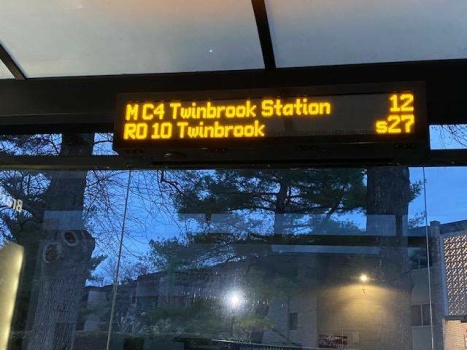 M C4 Twinbrook Station 12
RO 10 Twinbrook s27